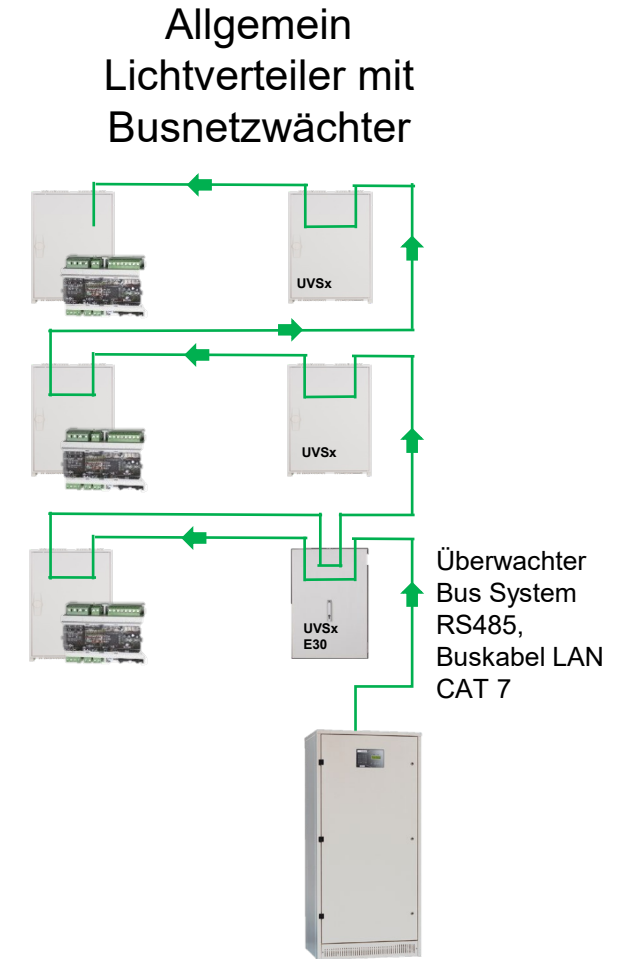 Allgemein
Lichtverteiler mit
Busnetzwächter
UVSx
UVSx
UVSx
E30
Überwachter
Bus System
RS485,
Buskabel LAN
CAT 7